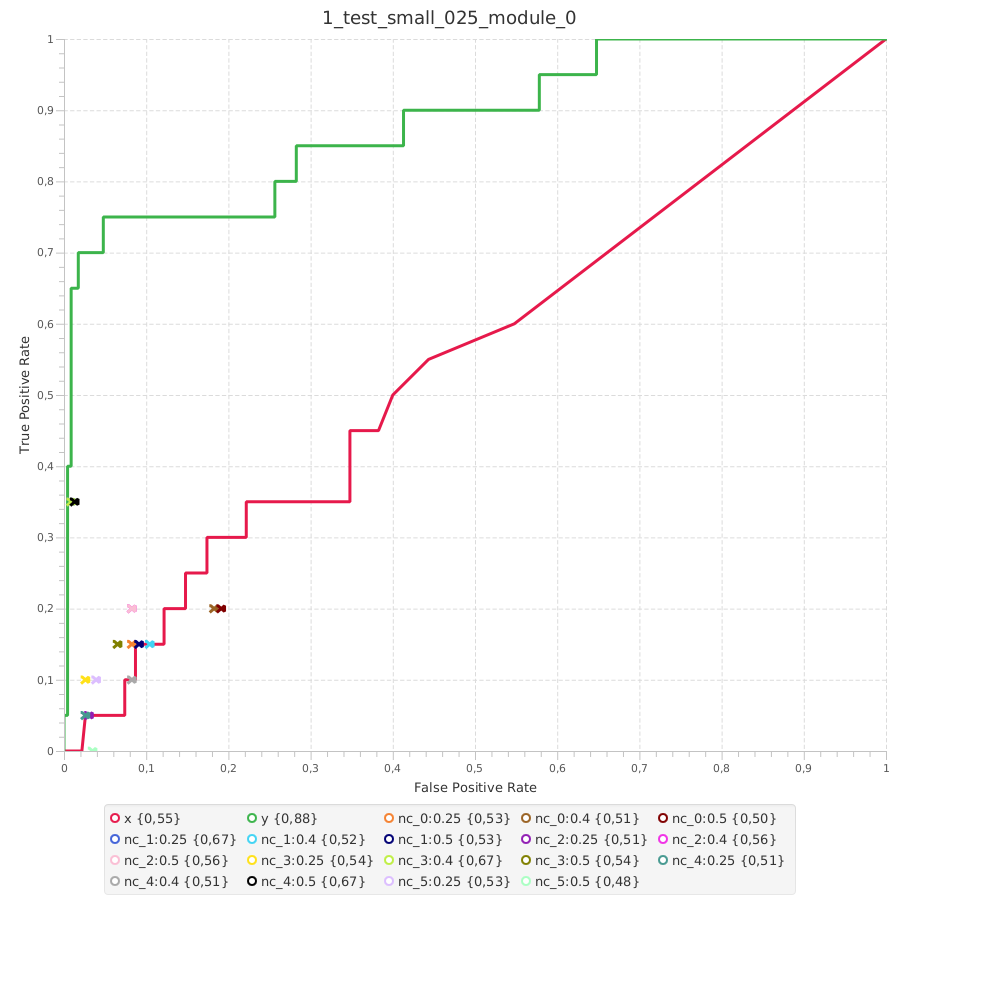 1_test_small_025_module_0
1
0,9
0,8
0,7
0,6
0,5
0,4
0,3
0,2
0,1
0
True Positive Rate
0 0,1 0,2 0,3 0,4 0,5 0,6 0,7 0,8 0,9 1
False Positive Rate
x {0,55} y {0,88} nc_0:0.25 {0,53} nc_0:0.4 {0,51} nc_0:0.5 {0,50}
nc_1:0.25 {0,67} nc_1:0.4 {0,52} nc_1:0.5 {0,53} nc_2:0.25 {0,51} nc_2:0.4 {0,56}
nc_2:0.5 {0,56} nc_3:0.25 {0,54} nc_3:0.4 {0,67} nc_3:0.5 {0,54} nc_4:0.25 {0,51}
nc_4:0.4 {0,51} nc_4:0.5 {0,67} nc_5:0.25 {0,53} nc_5:0.5 {0,48}